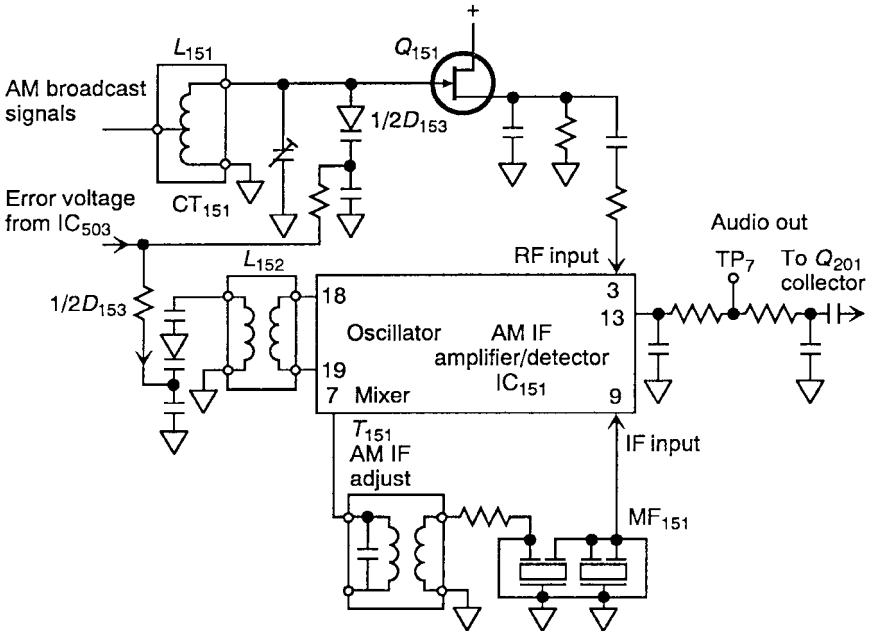 +
L151
Q151
AM broadcast
signals
1/2D153
Error voltage
from IC503
CT151
L152
RF input
Audio out
TP7
To Q201
collector
1/2D153
18
3
13
Oscillator
AM IF
amplifier/detector
IC151
19
7
Mixer
9
T151
AM IF
adjust
IF input
MF151